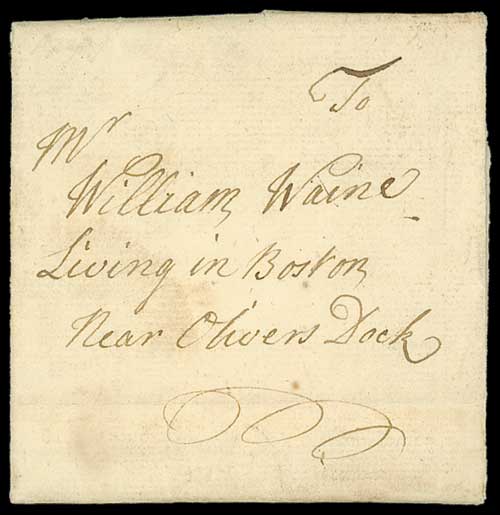 To
Mr
William Waine
Living in Boston
Near Olivers Dock